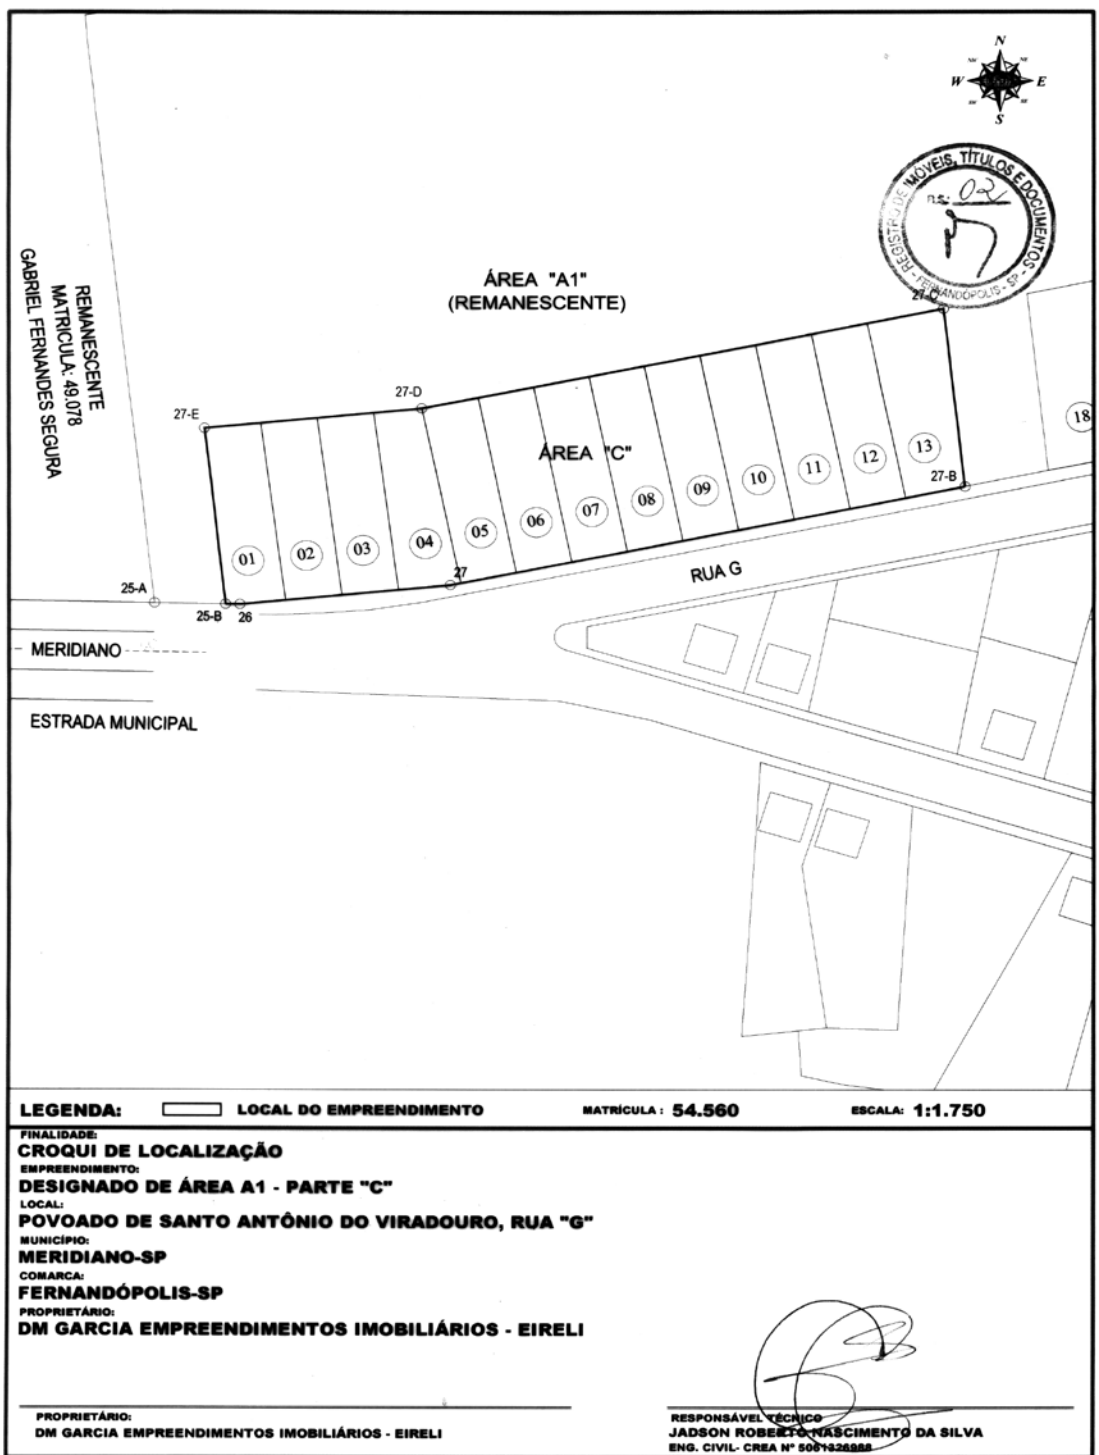 N
W E
S
REGISTRO DE IMÓVEIS, TÍTULOS E DOCUMENTOS
FLS: 02
- FERNANDÓPOLIS - SP -
ÁREA "A1"
(REMANESCENTE)
REMANESCENTE
MATRICULA: 49.078
GABRIEL FERNANDES SEGURA
27-C
27-D
27-E
18
ÁREA "C"
01
02
03
04
05
06
07
08
09
10
11
12
13
27-B
27
RUA G
25-A
25-B
26
MERIDIANO
ESTRADA MUNICIPAL
LEGENDA: LOCAL DO EMPREENDIMENTO MATRÍCULA : 54.560 ESCALA: 1:1.750
FINALIDADE:
CROQUI DE LOCALIZAÇÃO
EMPREENDIMENTO:
DESIGNADO DE ÁREA A1 - PARTE "C"
LOCAL:
POVOADO DE SANTO ANTÔNIO DO VIRADOURO, RUA "G"
MUNICÍPIO:
MERIDIANO-SP
COMARCA:
FERNANDÓPOLIS-SP
PROPRIETÁRIO:
DM GARCIA EMPREENDIMENTOS IMOBILIÁRIOS - EIRELI
PROPRIETÁRIO:
DM GARCIA EMPREENDIMENTOS IMOBILIÁRIOS - EIRELI
RESPONSÁVEL TÉCNICO
JADSON ROBERTO NASCIMENTO DA SILVA
ENG. CIVIL- CREA Nº